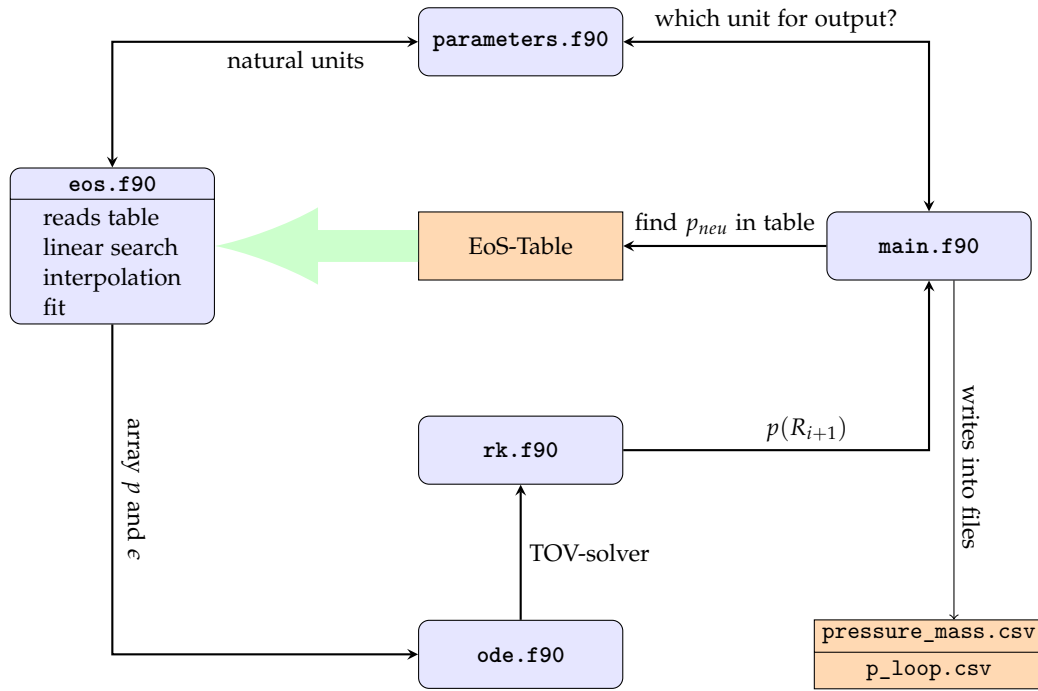 which unit for output?
parameters.f90
natural units
eos.f90
reads table
linear search
interpolation
fit
EoS-Table
find p_neu in table
main.f90
array p and ϵ
rk.f90
p(R_{i+1})
writes into files
TOV-solver
ode.f90
pressure_mass.csv
p_loop.csv